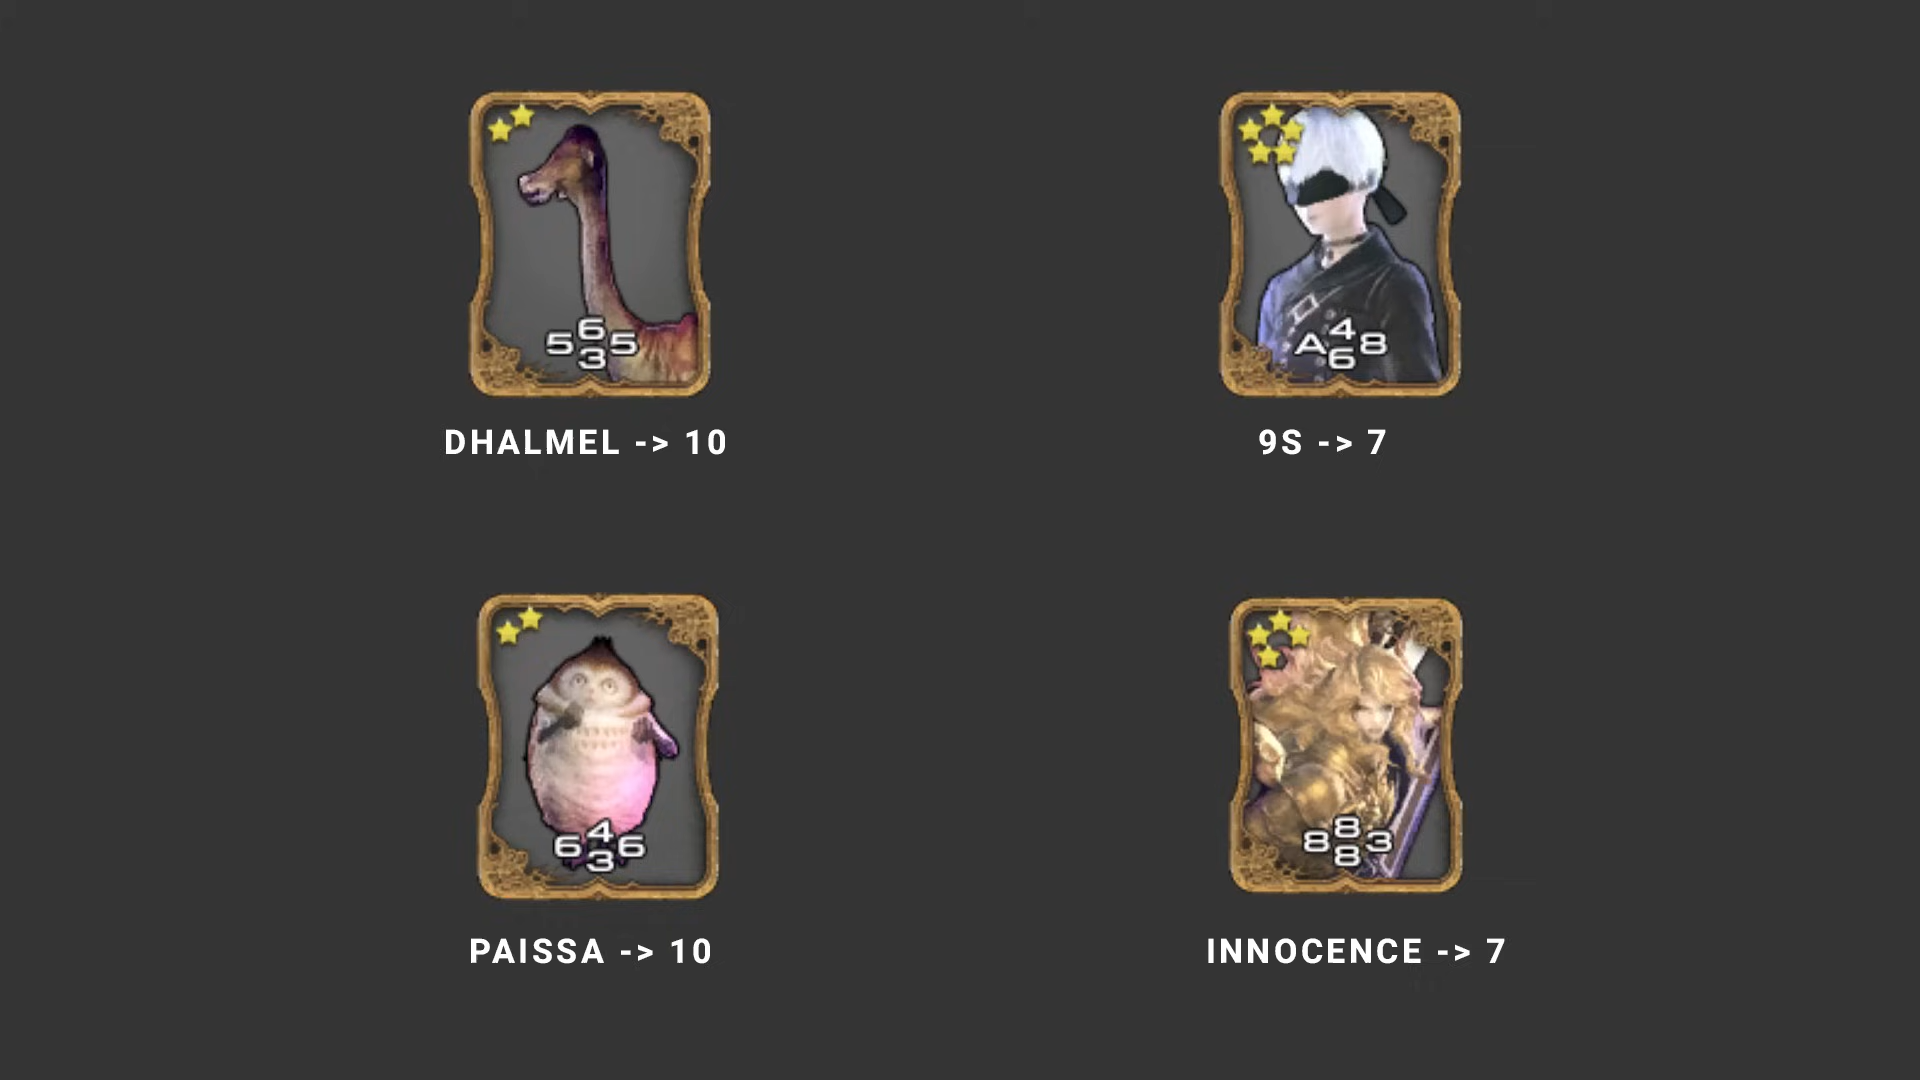 6
5 5
3
4
A 8
6
DHALMEL -> 10
9S -> 7
4
6 6
3
8
8 3
8
PAISSA -> 10
INNOCENCE -> 7